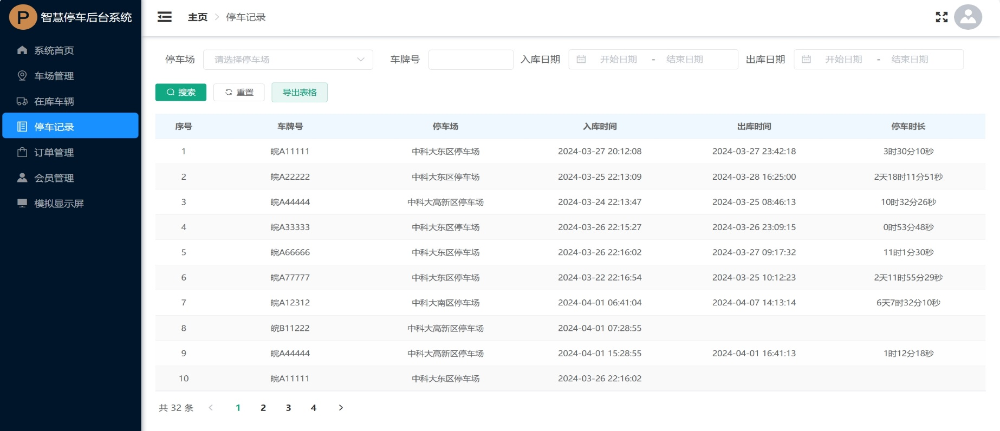 P 智慧停车后台系统
主页 > 停车记录
系统首页
车场管理
在库车辆
停车记录
订单管理
会员管理
模拟显示屏
停车场 请选择停车场 车牌号 入库日期 开始日期 - 结束日期 出库日期 开始日期 - 结束日期
搜索 重置 导出表格
序号 车牌号 停车场 入库时间 出库时间 停车时长
1 皖A11111 中科大东区停车场 2024-03-27 20:12:08 2024-03-27 23:42:18 3时30分10秒
2 皖A22222 中科大东区停车场 2024-03-25 22:13:09 2024-03-28 16:25:00 2天18时11分51秒
3 皖A44444 中科大高新区停车场 2024-03-24 22:13:47 2024-03-25 08:46:13 10时32分26秒
4 皖A33333 中科大东区停车场 2024-03-26 22:15:27 2024-03-26 23:09:15 0时53分48秒
5 皖A66666 中科大东区停车场 2024-03-26 22:16:02 2024-03-27 09:17:32 11时1分30秒
6 皖A77777 中科大东区停车场 2024-03-22 22:16:54 2024-03-25 10:12:23 2天11时55分29秒
7 皖A12312 中科大南区停车场 2024-04-01 06:41:04 2024-04-07 14:13:14 6天7时32分10秒
8 皖B11222 中科大高新区停车场 2024-04-01 07:28:55
9 皖A44444 中科大高新区停车场 2024-04-01 15:28:55 2024-04-01 16:41:13 1时12分18秒
10 皖A11111 中科大东区停车场 2024-03-26 22:16:02
共 32 条 < 1 2 3 4 >